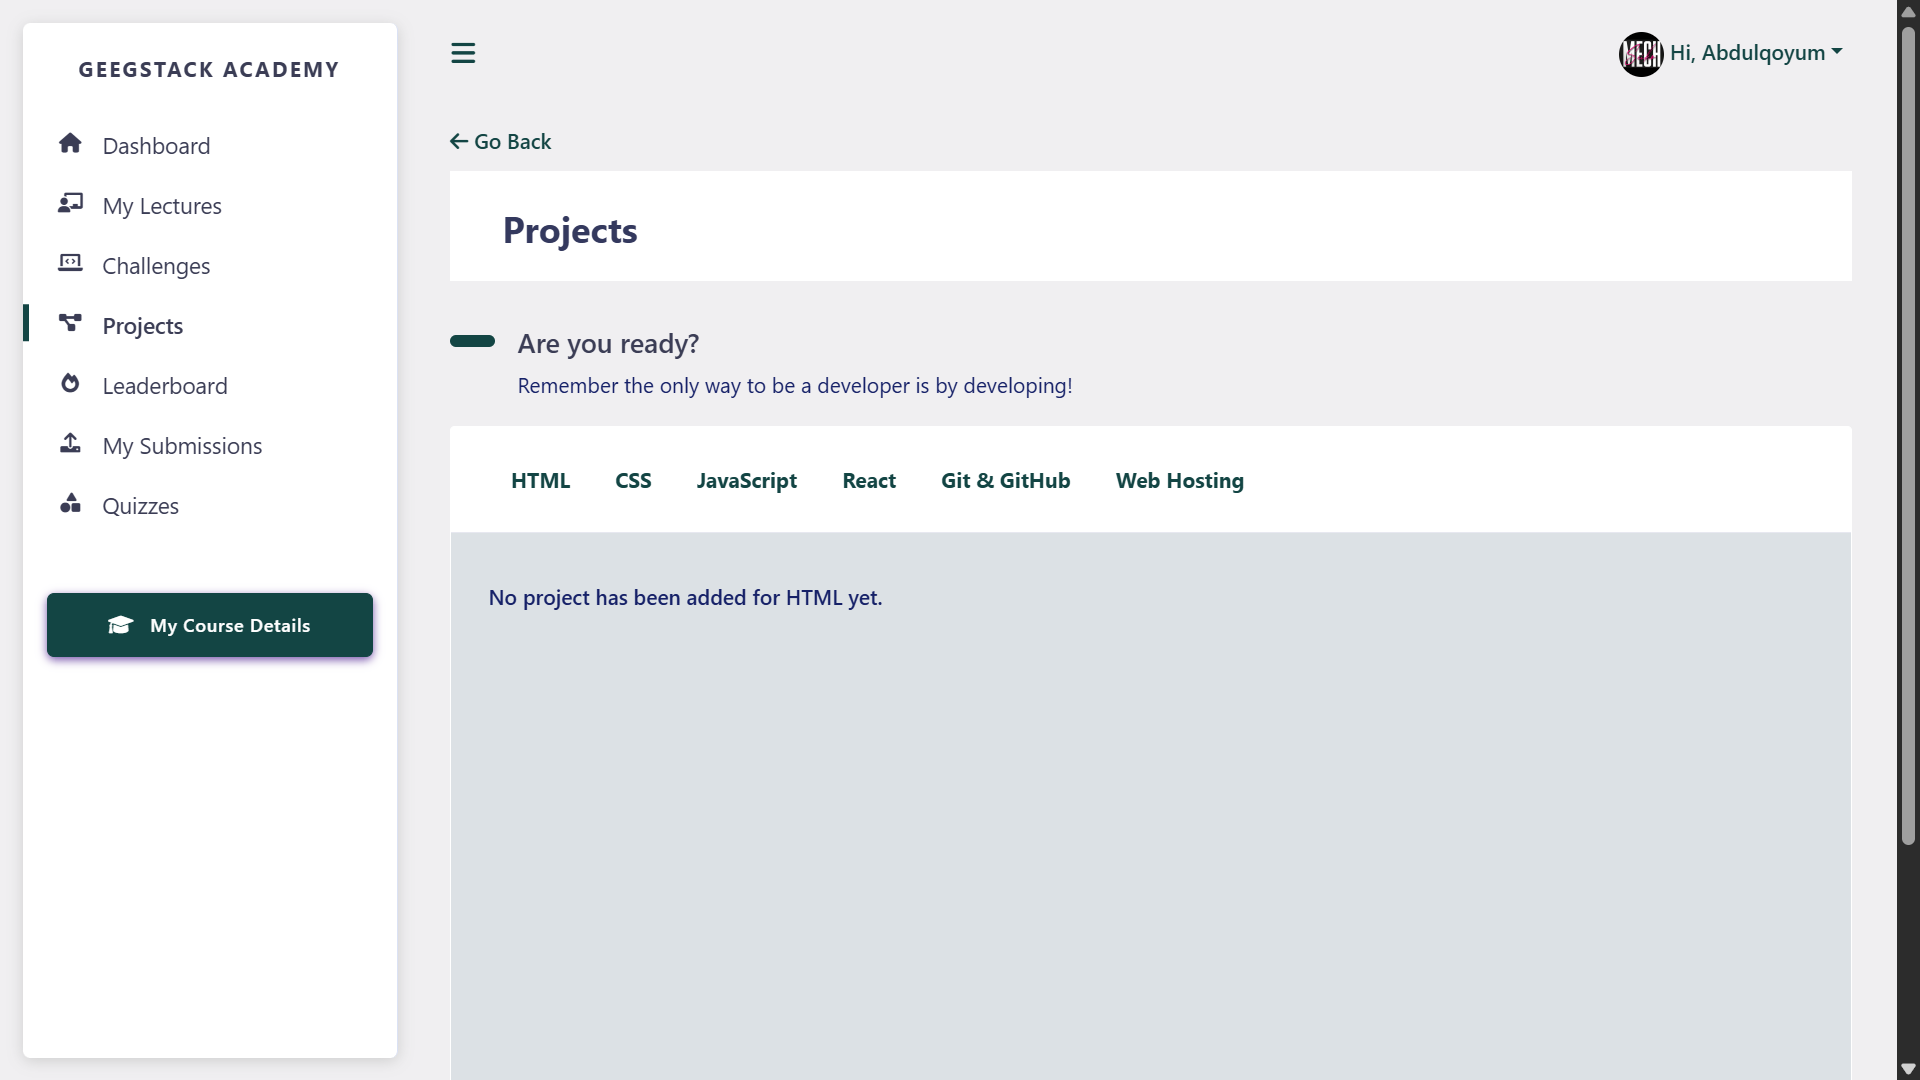 GEEGSTACK ACADEMY
Dashboard
My Lectures
Challenges
Projects
Leaderboard
My Submissions
Quizzes
My Course Details
MECH
Hi, Abdulqoyum
Go Back
Projects
Are you ready?
Remember the only way to be a developer is by developing!
HTML CSS JavaScript React Git & GitHub Web Hosting
No project has been added for HTML yet.